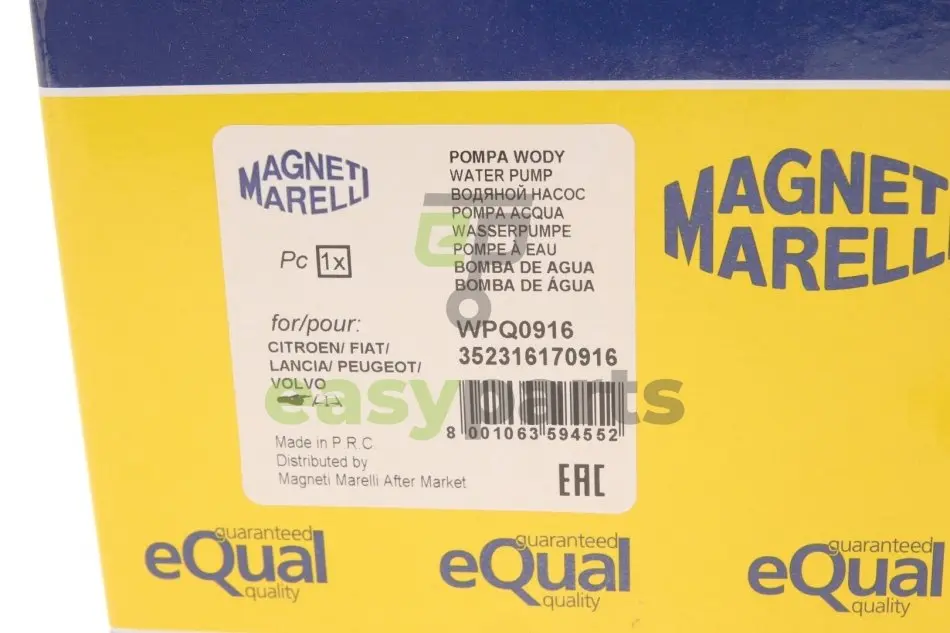 MAGNETI
MARELLI
Pc 1x
for/pour:
CITROEN/ FIAT/
LANCIA/ PEUGEOT/
VOLVO
Made in P.R.C.
Distributed by
Magneti Marelli After Market
POMPA WODY
WATER PUMP
ВОДЯНОЙ НАСОС
POMPA ACQUA
WASSERPUMPE
POMPE À EAU
BOMBA DE AGUA
BOMBA DE ÁGUA
WPQ0916
352316170916
8 001063 594552
EAC
MAGNETI
MARELLI
easyparts
guaranteed
eQual
quality
guaranteed
eQual
quality
guaranteed
eQual
quality